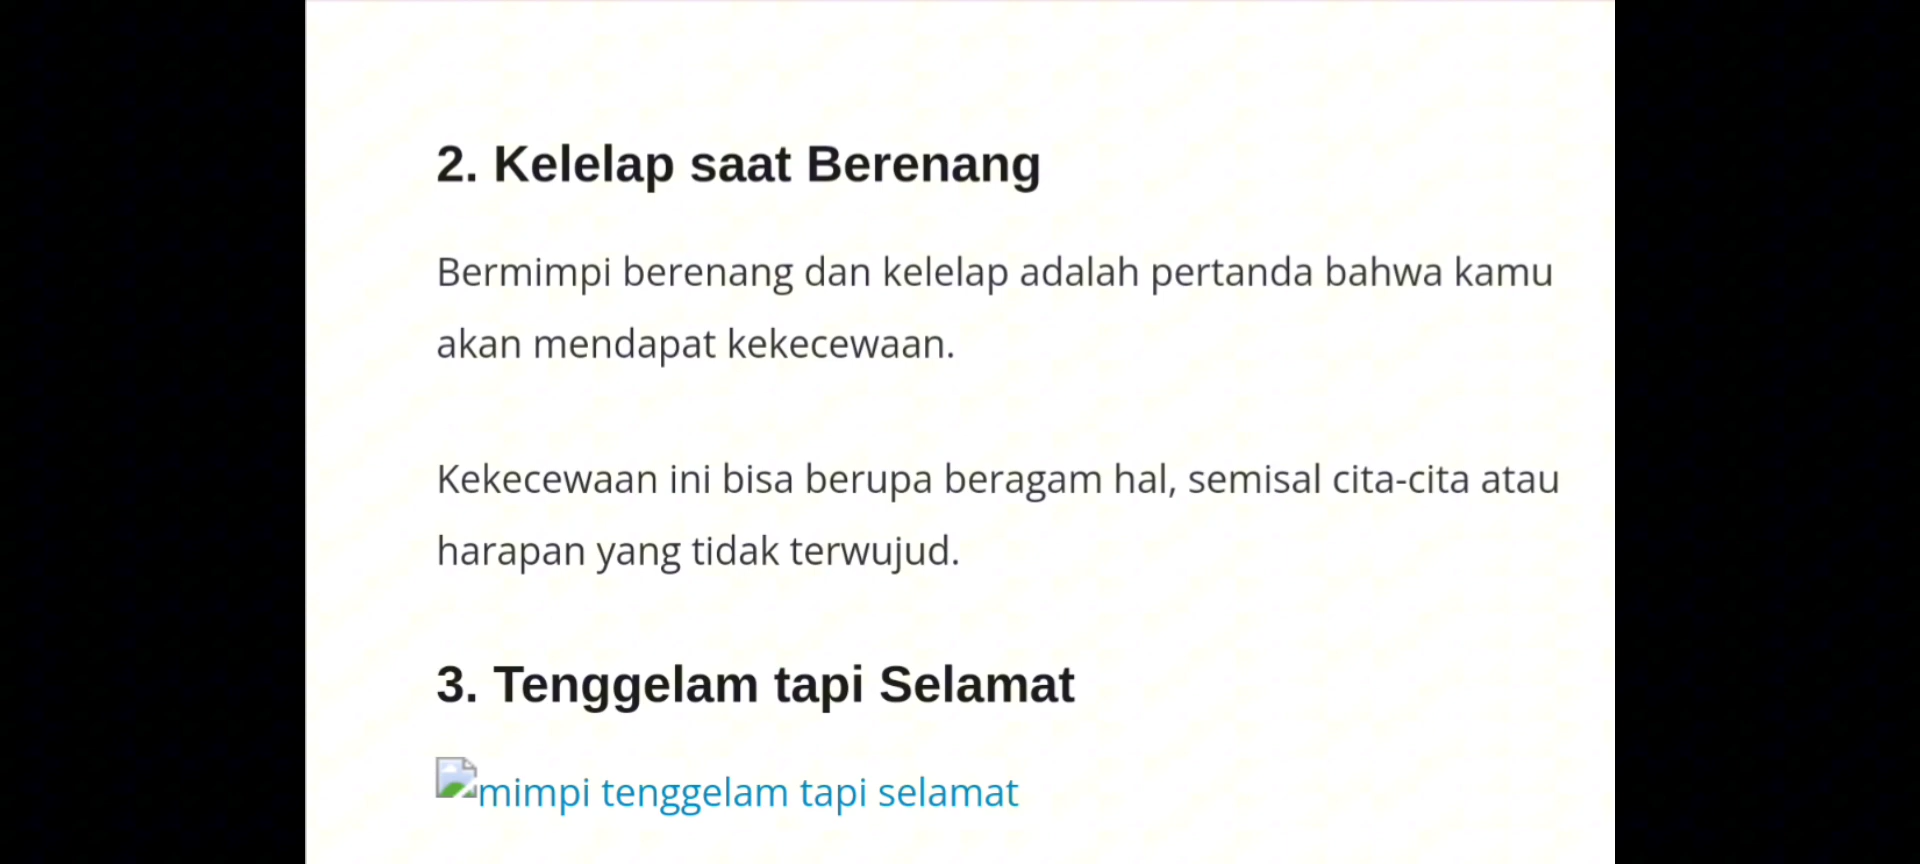 2. Kelelap saat Berenang
Bermimpi berenang dan kelelap adalah pertanda bahwa kamu
akan mendapat kekecewaan.
Kekecewaan ini bisa berupa beragam hal, semisal cita-cita atau
harapan yang tidak terwujud.
3. Tenggelam tapi Selamat
mimpi tenggelam tapi selamat